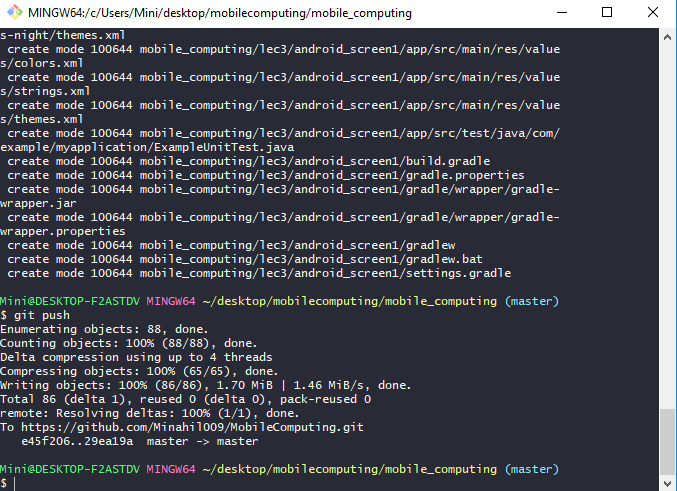 MINGW64:/c/Users/Mini/desktop/mobilecomputing/mobile_computing
s-night/themes.xml
 create mode 100644 mobile_computing/lec3/android_screen1/app/src/main/res/value
s/colors.xml
 create mode 100644 mobile_computing/lec3/android_screen1/app/src/main/res/value
s/strings.xml
 create mode 100644 mobile_computing/lec3/android_screen1/app/src/main/res/value
s/themes.xml
 create mode 100644 mobile_computing/lec3/android_screen1/app/src/test/java/com/
example/myapplication/ExampleUnitTest.java
 create mode 100644 mobile_computing/lec3/android_screen1/build.gradle
 create mode 100644 mobile_computing/lec3/android_screen1/gradle.properties
 create mode 100644 mobile_computing/lec3/android_screen1/gradle/wrapper/gradle-
wrapper.jar
 create mode 100644 mobile_computing/lec3/android_screen1/gradle/wrapper/gradle-
wrapper.properties
 create mode 100644 mobile_computing/lec3/android_screen1/gradlew
 create mode 100644 mobile_computing/lec3/android_screen1/gradlew.bat
 create mode 100644 mobile_computing/lec3/android_screen1/settings.gradle
Mini@DESKTOP-F2ASTDV MINGW64 ~/desktop/mobilecomputing/mobile_computing (master)
$ git push
Enumerating objects: 88, done.
Counting objects: 100% (88/88), done.
Delta compression using up to 4 threads
Compressing objects: 100% (65/65), done.
Writing objects: 100% (86/86), 1.70 MiB | 1.46 MiB/s, done.
Total 86 (delta 1), reused 0 (delta 0), pack-reused 0
remote: Resolving deltas: 100% (1/1), done.
To https://github.com/Minahil009/MobileComputing.git
   e45f206..29ea19a  master -> master
Mini@DESKTOP-F2ASTDV MINGW64 ~/desktop/mobilecomputing/mobile_computing (master)
$